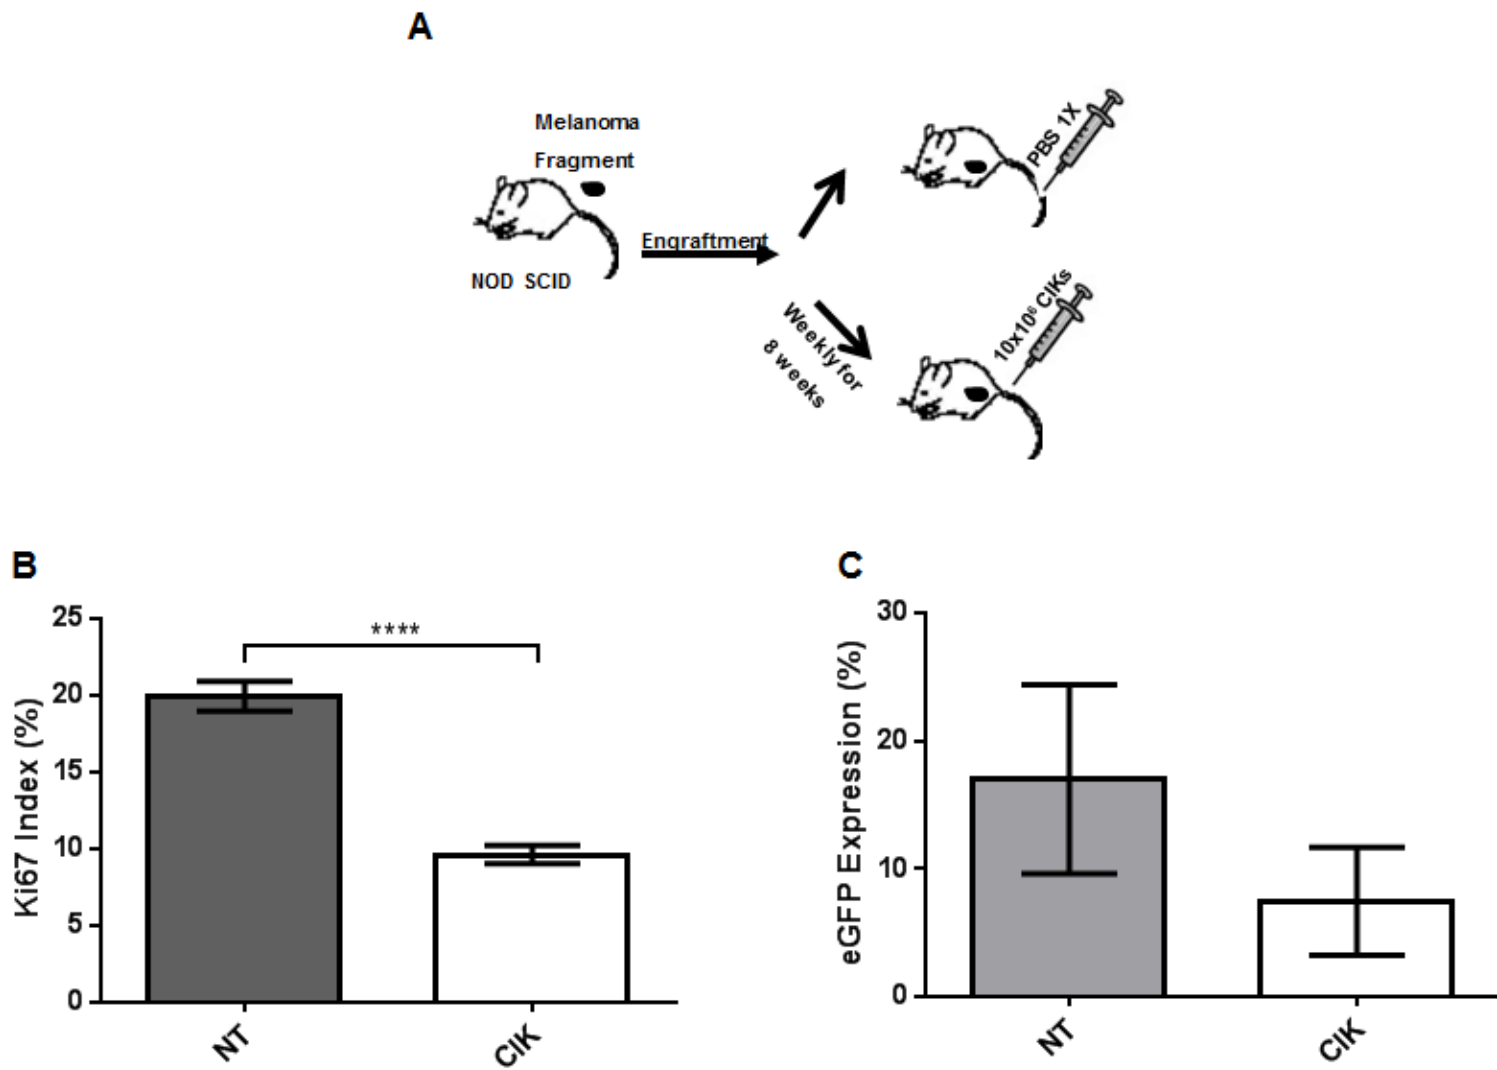 A
Melanoma
Fragment
NOD SCID
Engraftment
PBS 1X
Weekly for
8 weeks
10x10⁶ CIKs
B
Ki67 Index (%)
25
20
15
10
5
0
****
NT
CIK
C
eGFP Expression (%)
30
20
10
0
NT
CIK